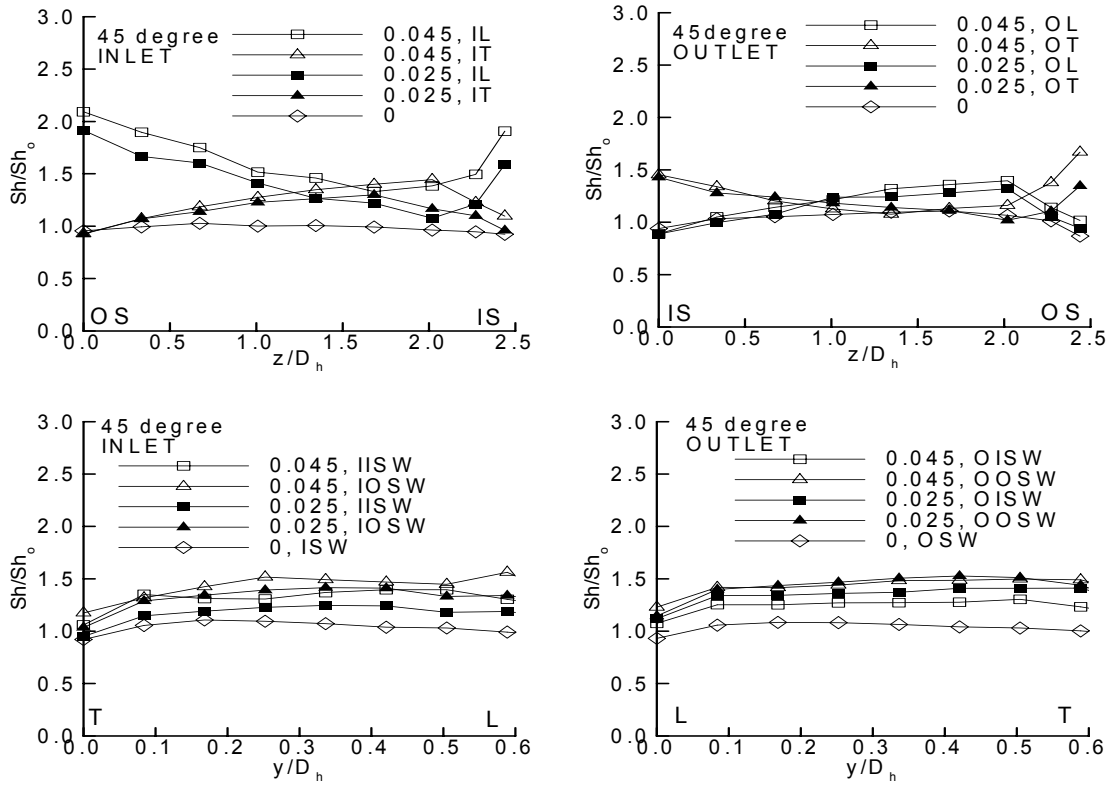 3.0
2.5
2.0
1.5
1.0
0.5
0.0
Sh/Sho
45 degree
INLET
0.045, IL
0.045, IT
0.025, IL
0.025, IT
0
OS
IS
0.0 0.5 1.0 1.5 2.0 2.5
z/Dh
3.0
2.5
2.0
1.5
1.0
0.5
0.0
Sh/Sho
45degree
OUTLET
0.045, OL
0.045, OT
0.025, OL
0.025, OT
0
IS
OS
0.0 0.5 1.0 1.5 2.0 2.5
z/Dh
3.0
2.5
2.0
1.5
1.0
0.5
0.0
Sh/Sho
45 degree
INLET
0.045, IISW
0.045, IOSW
0.025, IISW
0.025, IOSW
0, ISW
T
L
0.0 0.1 0.2 0.3 0.4 0.5 0.6
y/Dh
3.0
2.5
2.0
1.5
1.0
0.5
0.0
Sh/Sho
45 degree
OUTLET
0.045, OISW
0.045, OOSW
0.025, OISW
0.025, OOSW
0, OSW
L
T
0.0 0.1 0.2 0.3 0.4 0.5 0.6
y/Dh